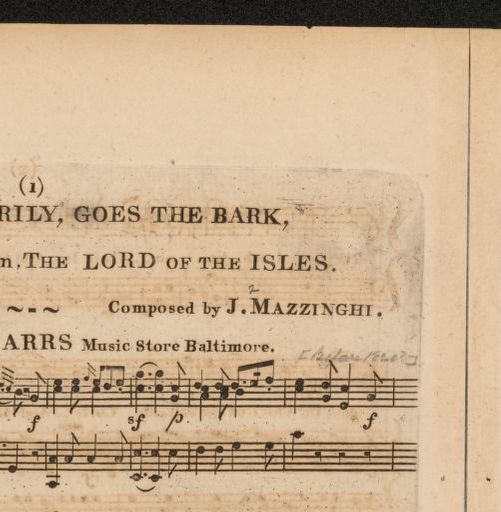 (1)
RILY, GOES THE BARK,
n, THE LORD OF THE ISLES.
2
Composed by J. MAZZINGHI.
ARRS Music Store Baltimore.
[Before 1820?]
f sf p f